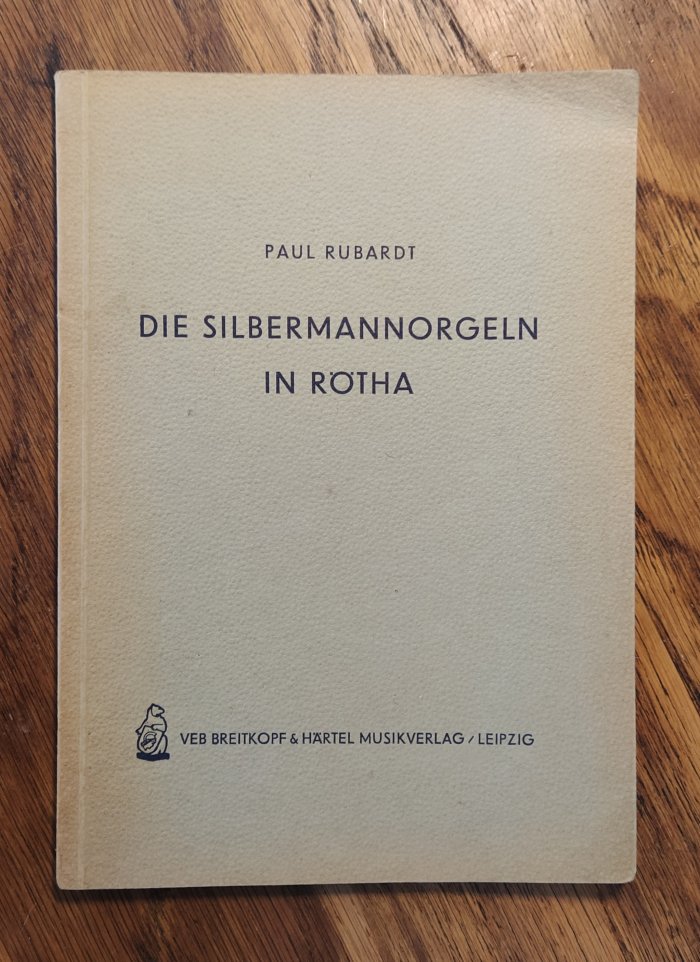 PAUL RUBARDT
DIE SILBERMANNORGELN
IN RÖTHA
VEB BREITKOPF & HÄRTEL MUSIKVERLAG / LEIPZIG